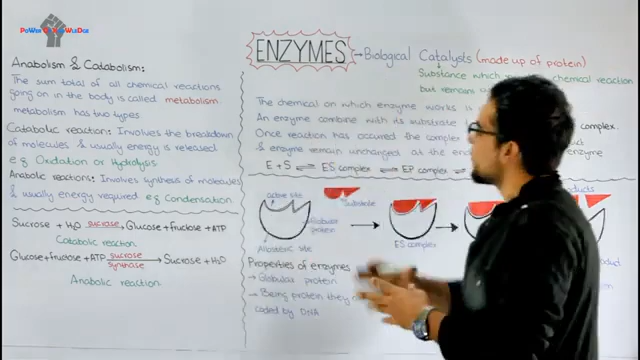 PoWer Of KnoWleDge
Anabolism & Catabolism:
The sum total of all chemical reactions
going on in the body is called metabolism.
metabolism has two types
Catabolic reaction: Involves the breakdown
of molecules & usually energy is released
e.g Oxidation or Hydrolysis
Anabolic reactions: Involves synthesis of molecules
& usually energy required e.g Condensation.
Sucrose + H₂O sucrase Glucose + fructose + ATP
Catabolic reaction
Glucose + fructose + ATP sucrose synthase Sucrose + H₂O
Anabolic reaction
ENZYMES → Biological Catalysts (made up of protein)
Substance which chemical reaction
but remain
The chemical on which enzyme works is
An enzyme combine with its substrate complex.
Once reaction has occurred the complex
& enzyme remain unchanged at the end enzyme
E + S ⇌ ES complex ⇌ EP complex ⇌
active site
Substrate
Globular
protein
Allosteric site
ES complex
Properties of enzymes
→ Globular protein
→ Being protein they
coded by DNA